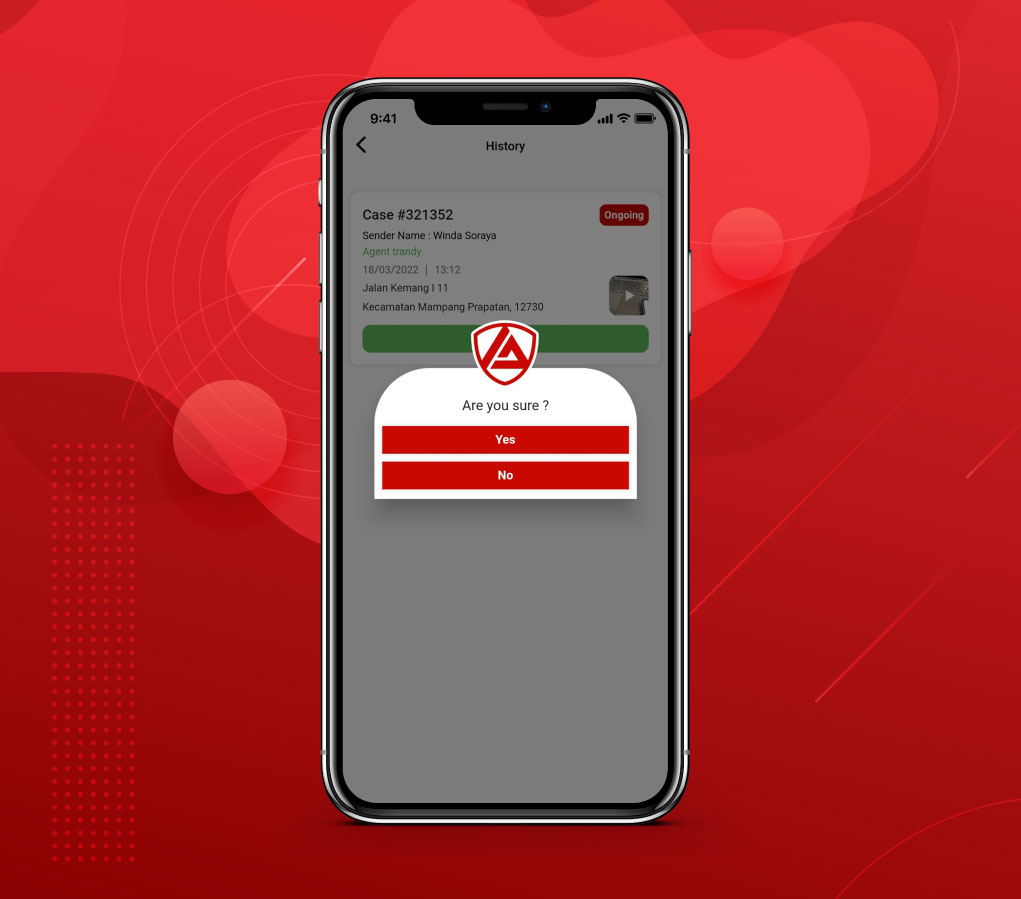 9:41
History
Case #321352
Ongoing
Sender Name : Winda Soraya
Agent trandy
18/03/2022 | 13:12
Jalan Kemang I 11
Kecamatan Mampang Prapatan, 12730
Are you sure ?
Yes
No